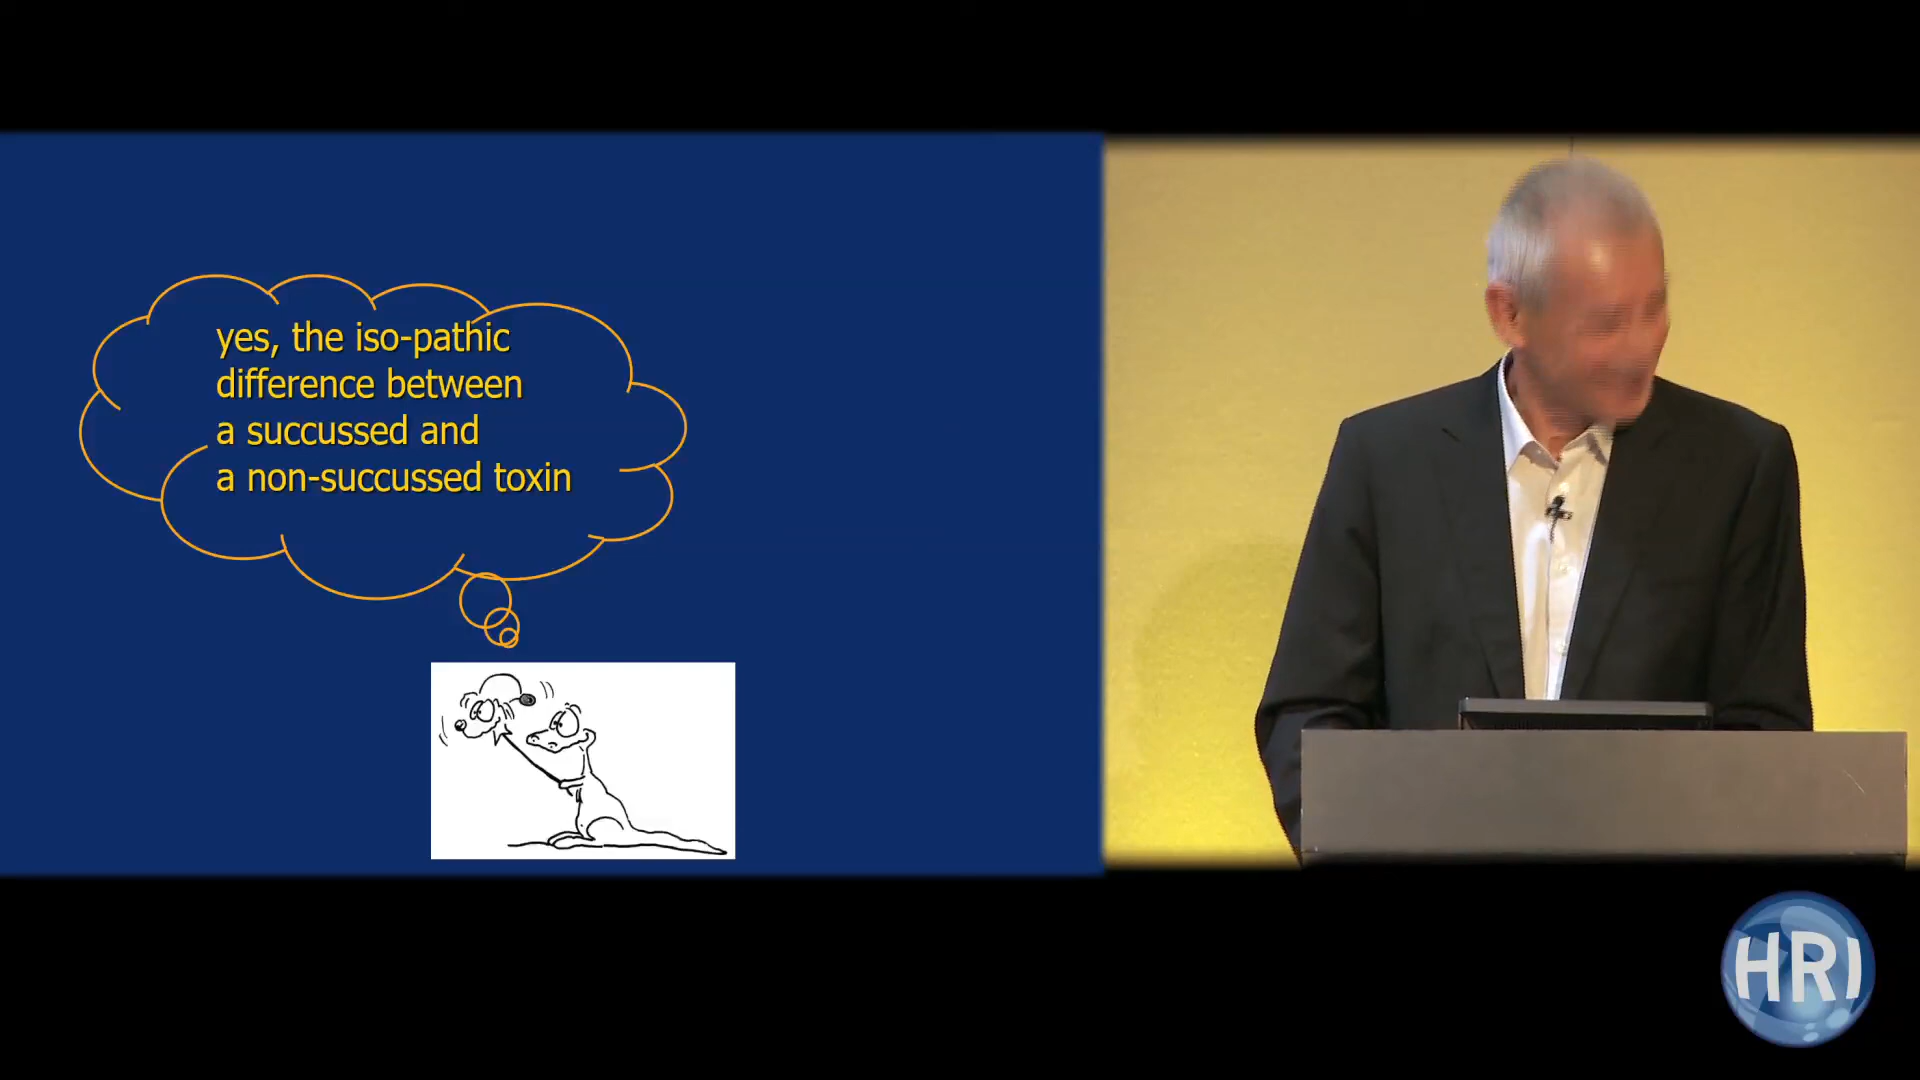 yes, the iso-pathic
difference between
a succussed and
a non-succussed toxin
HRI